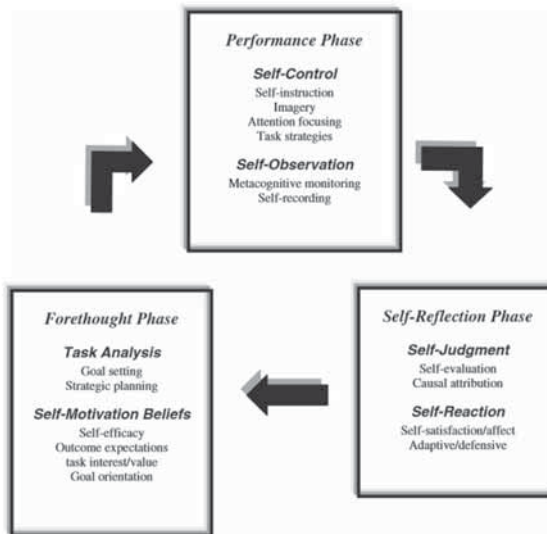 Performance Phase
Self-Control
Self-instruction
Imagery
Attention focusing
Task strategies
Self-Observation
Metacognitive monitoring
Self-recording
Forethought Phase
Task Analysis
Goal setting
Strategic planning
Self-Motivation Beliefs
Self-efficacy
Outcome expectations
task interest/value
Goal orientation
Self-Reflection Phase
Self-Judgment
Self-evaluation
Causal attribution
Self-Reaction
Self-satisfaction/affect
Adaptive/defensive